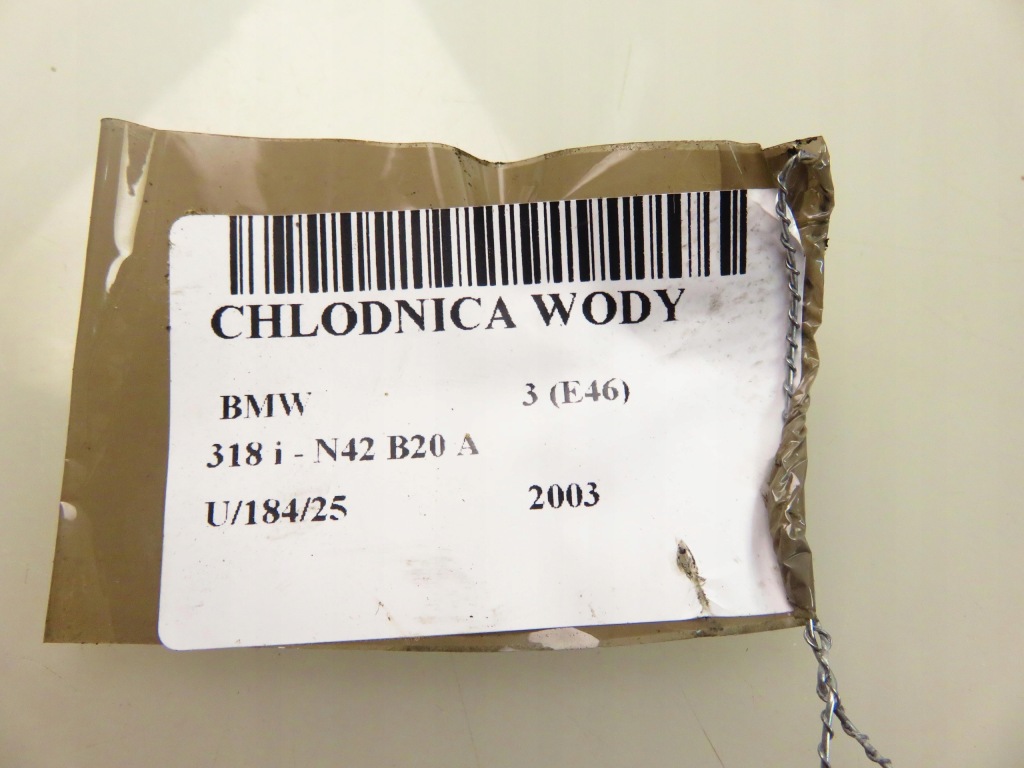 CHLODNICA WODY
BMW 3 (E46)
318 i - N42 B20 A
U/184/25 2003